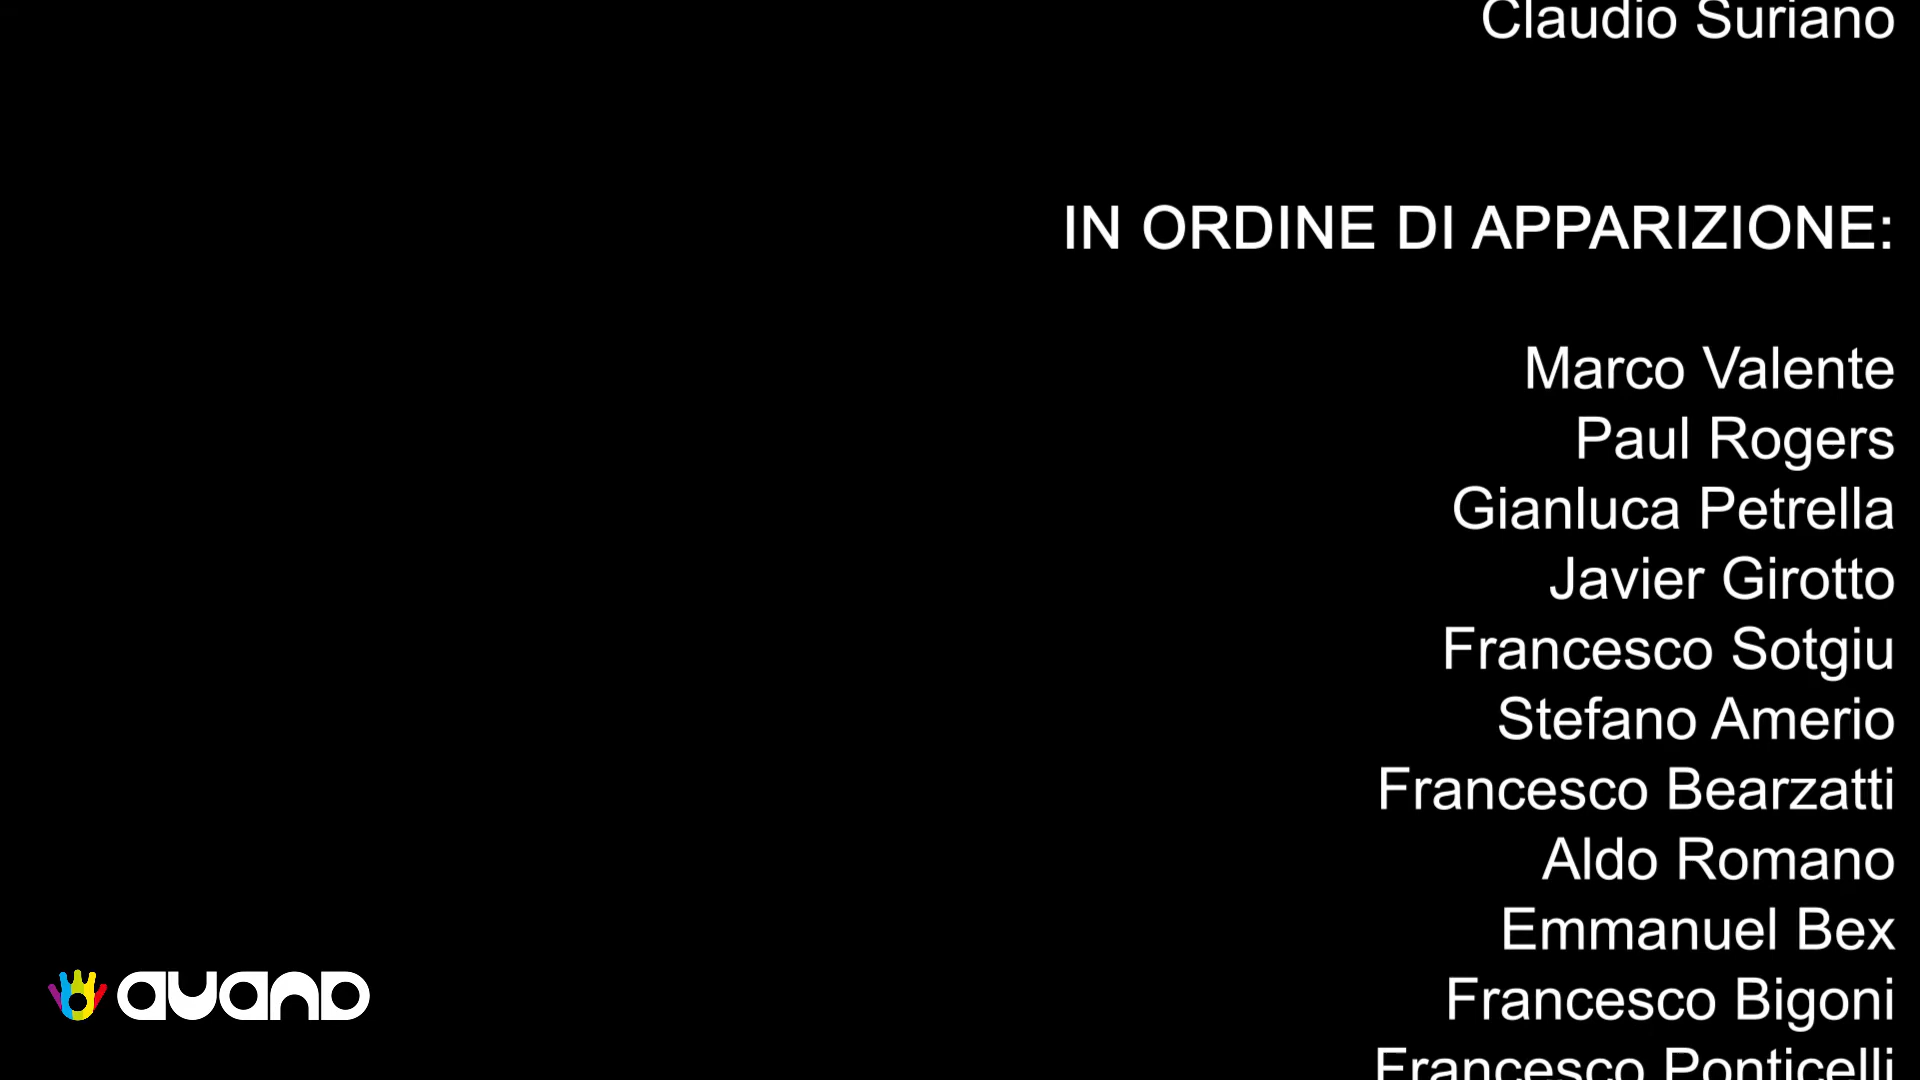 Claudio Suriano
IN ORDINE DI APPARIZIONE:
Marco Valente
Paul Rogers
Gianluca Petrella
Javier Girotto
Francesco Sotgiu
Stefano Amerio
Francesco Bearzatti
Aldo Romano
Emmanuel Bex
Francesco Bigoni
Francesco Ponticelli
auand